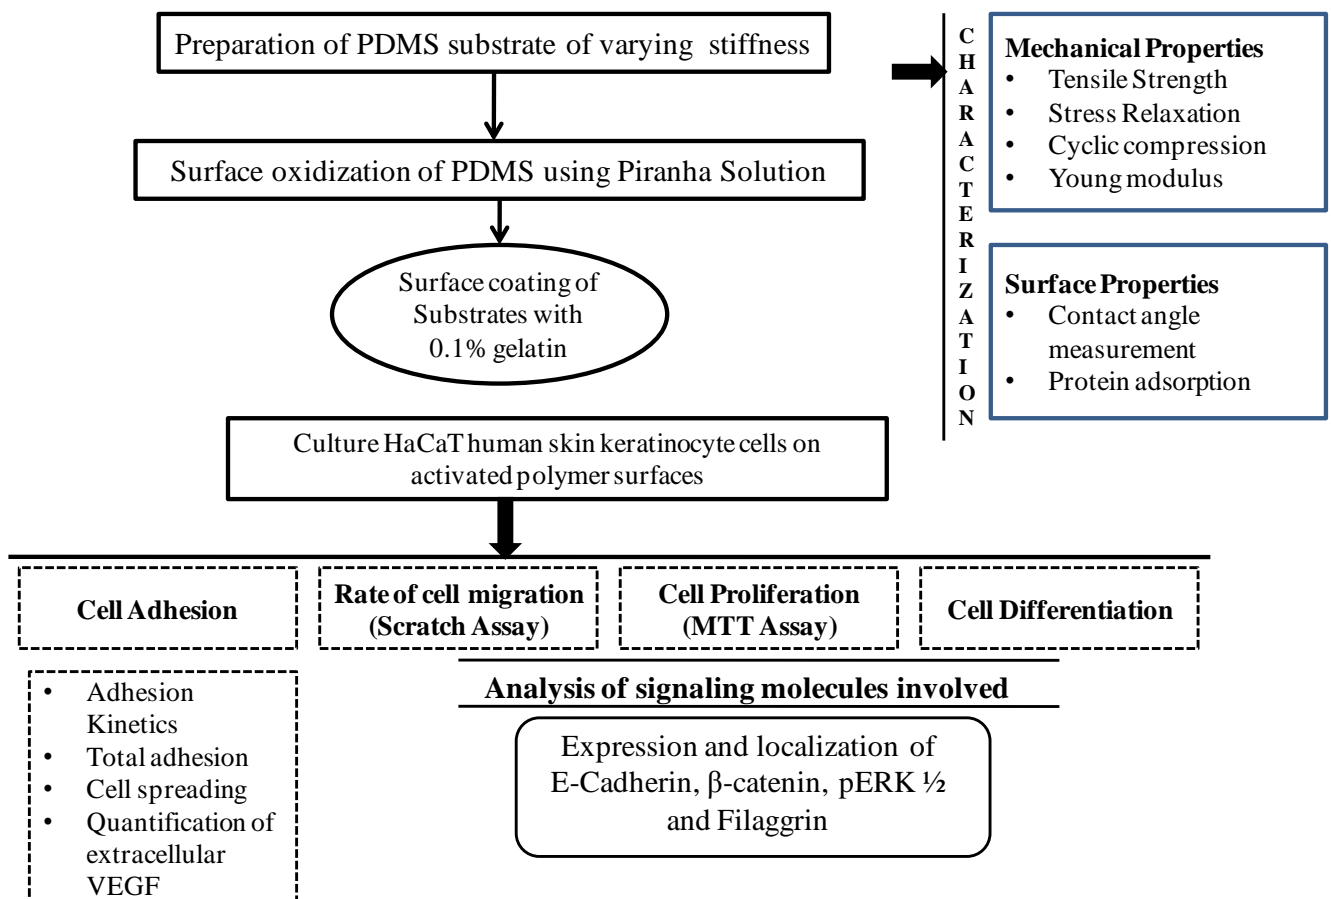 Preparation of PDMS substrate of varying stiffness
Surface oxidization of PDMS using Piranha Solution
Surface coating of
Substrates with
0.1% gelatin
Culture HaCaT human skin keratinocyte cells on
activated polymer surfaces
CHARACTERIZATION
Mechanical Properties
• Tensile Strength
• Stress Relaxation
• Cyclic compression
• Young modulus
Surface Properties
• Contact angle
measurement
• Protein adsorption
Cell Adhesion
Rate of cell migration
(Scratch Assay)
Cell Proliferation
(MTT Assay)
Cell Differentiation
• Adhesion
Kinetics
• Total adhesion
• Cell spreading
• Quantification of
extracellular
VEGF
Analysis of signaling molecules involved
Expression and localization of
E-Cadherin, β-catenin, pERK ½
and Filaggrin